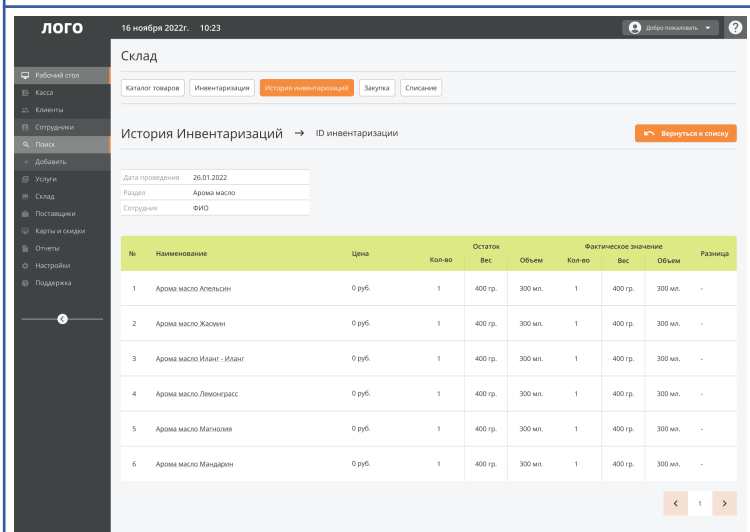 ЛОГО
16 ноября 2022г. 10:23
Добро пожаловать
?
Рабочий стол
Касса
Клиенты
Сотрудники
Поиск
+ Добавить
Услуги
Склад
Поставщики
Карты и скидки
Отчеты
Настройки
Поддержка
Склад
Каталог товаров Инвентаризация История инвентаризаций Закупка Списание
История Инвентаризаций → ID инвентаризации
Вернуться к списку
Дата проведения 26.01.2022
Раздел Арома масло
Сотрудник ФИО
№ Наименование Цена Остаток Фактическое значение Разница
Кол-во Вес Объем Кол-во Вес Объем
1 Арома масло Апельсин 0 руб. 1 400 гр. 300 мл. 1 400 гр. 300 мл. -
2 Арома масло Жасмин 0 руб. 1 400 гр. 300 мл. 1 400 гр. 300 мл. -
3 Арома масло Иланг - Иланг 0 руб. 1 400 гр. 300 мл. 1 400 гр. 300 мл. -
4 Арома масло Лемонграсс 0 руб. 1 400 гр. 300 мл. 1 400 гр. 300 мл. -
5 Арома масло Магнолия 0 руб. 1 400 гр. 300 мл. 1 400 гр. 300 мл. -
6 Арома масло Мандарин 0 руб. 1 400 гр. 300 мл. 1 400 гр. 300 мл. -
< 1 >